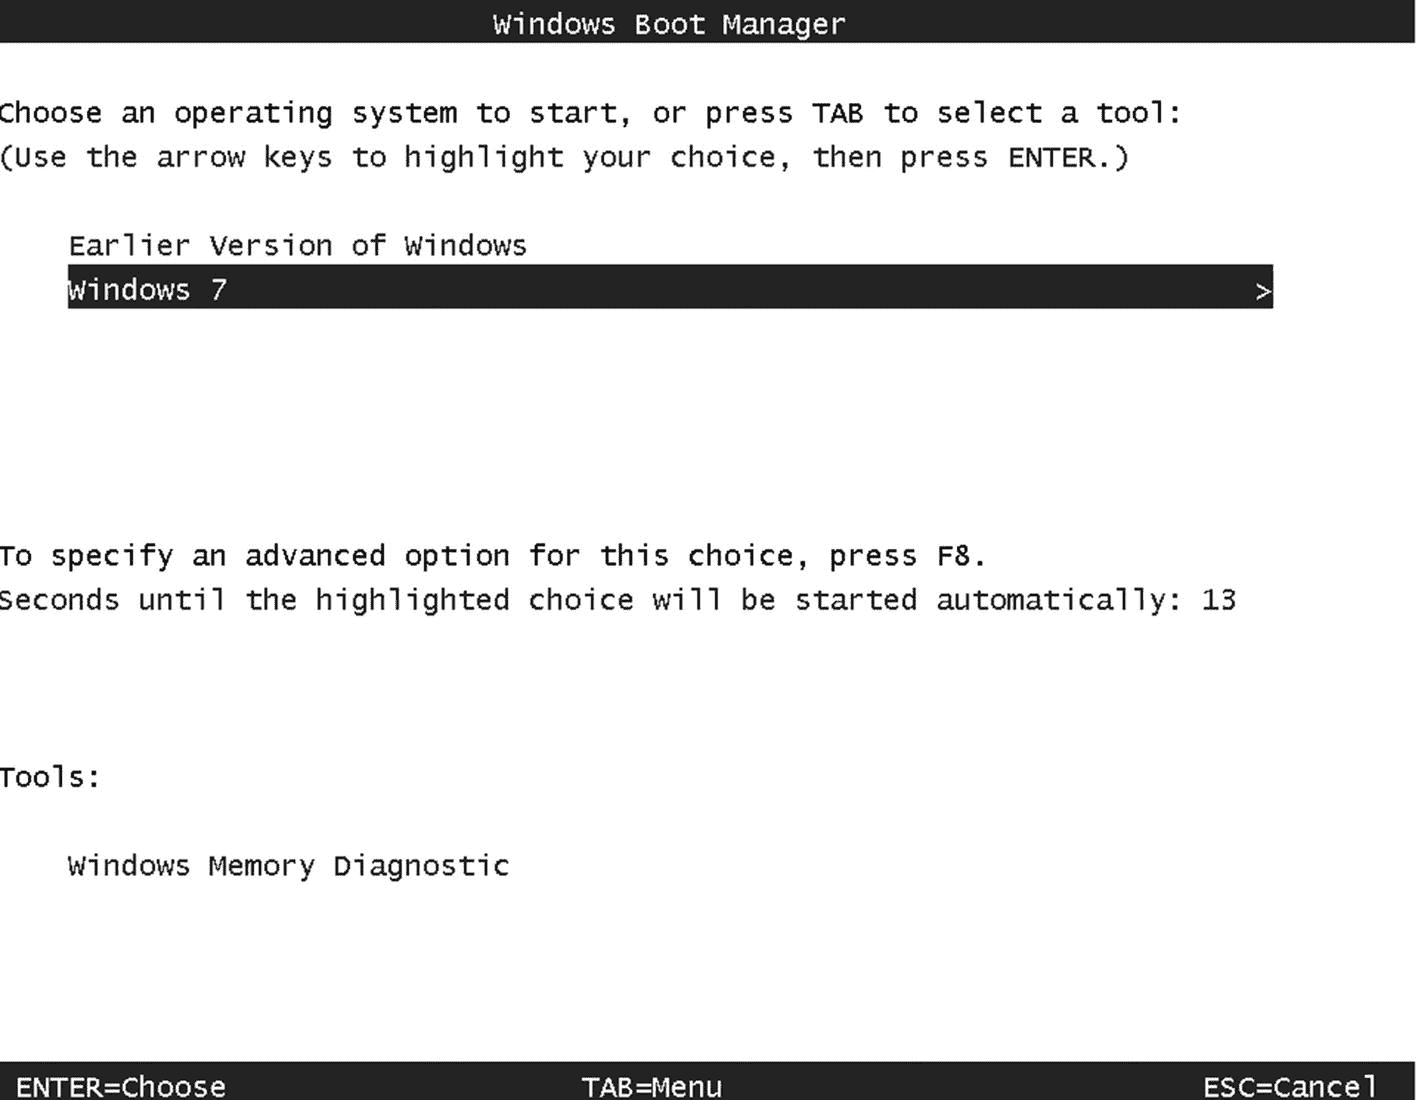 Windows Boot Manager
Choose an operating system to start, or press TAB to select a tool:
(Use the arrow keys to highlight your choice, then press ENTER.)
Earlier Version of Windows
Windows 7 >
To specify an advanced option for this choice, press F8.
Seconds until the highlighted choice will be started automatically: 13
Tools:
Windows Memory Diagnostic
ENTER=Choose TAB=Menu ESC=Cancel